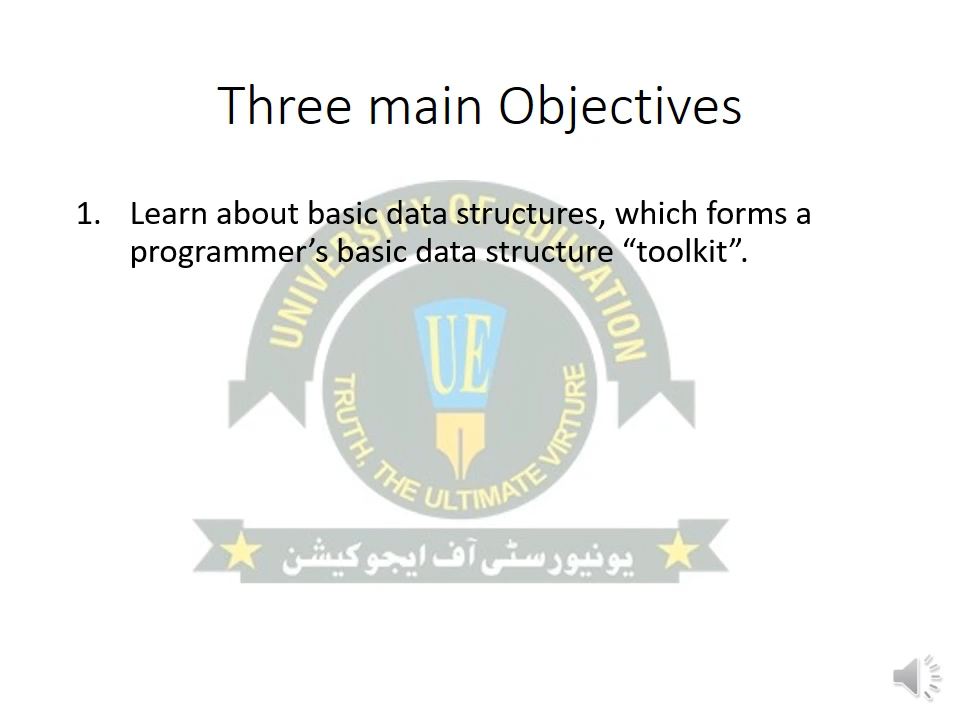 Three main Objectives
1. Learn about basic data structures, which forms a
programmer’s basic data structure “toolkit”.
UNIVERSITY OF EDUCATION
UE
TRUTH, THE ULTIMATE VIRTURE
یونیورسٹی آف ایجوکیشن